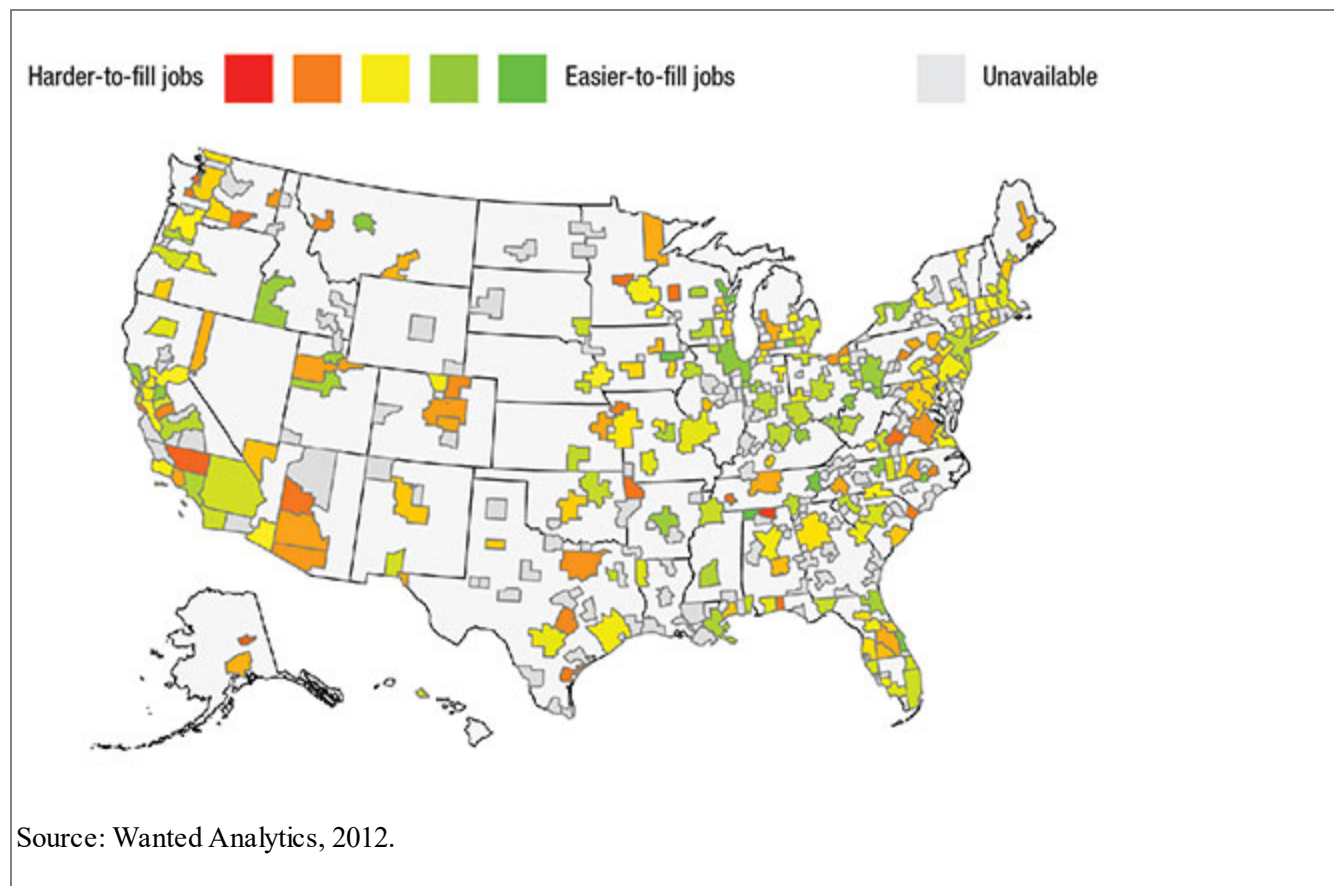 Harder-to-fill jobs Easier-to-fill jobs Unavailable
Source: Wanted Analytics, 2012.